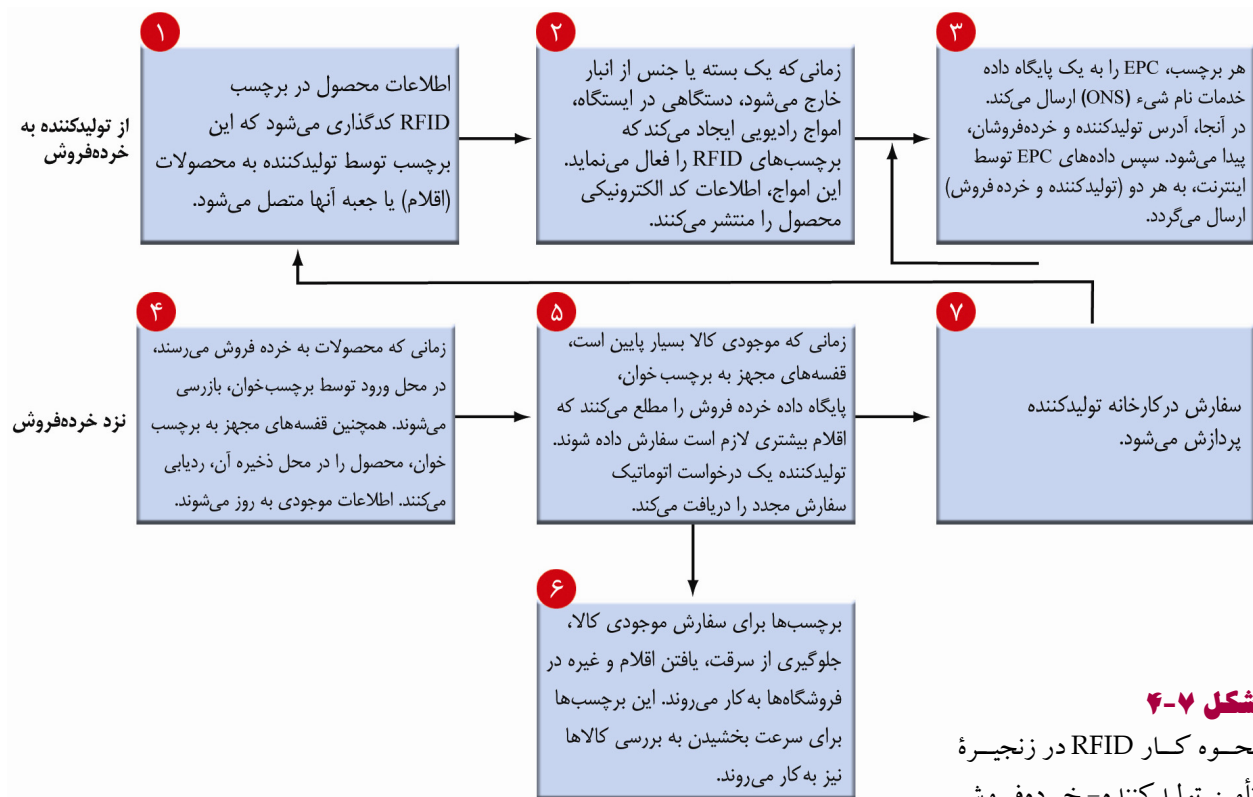 ۱
اطلاعات محصول در برچسب
RFID کدگذاری می‌شود که این
برچسب توسط تولیدکننده به محصولات
(اقلام) یا جعبه آنها متصل می‌شود.
۲
زمانی که یک بسته یا جنس از انبار
خارج می‌شود، دستگاهی در ایستگاه،
امواج رادیویی ایجاد می‌کند که
برچسب‌های RFID را فعال می‌نماید.
این امواج، اطلاعات کد الکترونیکی
محصول را منتشر می‌کنند.
۳
هر برچسب، EPC را به یک پایگاه داده
خدمات نام شیء (ONS) ارسال می‌کند.
در آنجا، آدرس تولیدکننده و خرده‌فروشان،
پیدا می‌شود. سپس داده‌های EPC توسط
اینترنت، به هر دو (تولیدکننده و خرده فروش)
ارسال می‌گردد.
از تولیدکننده به
خرده‌فروش
۴
زمانی که محصولات به خرده فروش می‌رسند،
در محل ورود توسط برچسب‌خوان، بازرسی
می‌شوند. همچنین قفسه‌های مجهز به برچسب
خوان، محصول را در محل ذخیره آن، ردیابی
می‌کنند. اطلاعات موجودی به روز می‌شوند.
۵
زمانی که موجودی کالا بسیار پایین است،
قفسه‌های مجهز به برچسب خوان،
پایگاه داده خرده فروش را مطلع می‌کنند که
اقلام بیشتری لازم است سفارش داده شوند.
تولیدکننده یک درخواست اتوماتیک
سفارش مجدد را دریافت می‌کند.
۷
سفارش درکارخانه تولیدکننده
پردازش می‌شود.
نزد خرده‌فروش
۶
برچسب‌ها برای سفارش موجودی کالا،
جلوگیری از سرقت، یافتن اقلام و غیره در
فروشگاه‌ها به کار می‌روند. این برچسب‌ها
برای سرعت بخشیدن به بررسی کالاها
نیز به کار می‌روند.
شکل ۷-۴
نحوه کار RFID در زنجیرۀ
تولیدکننده-